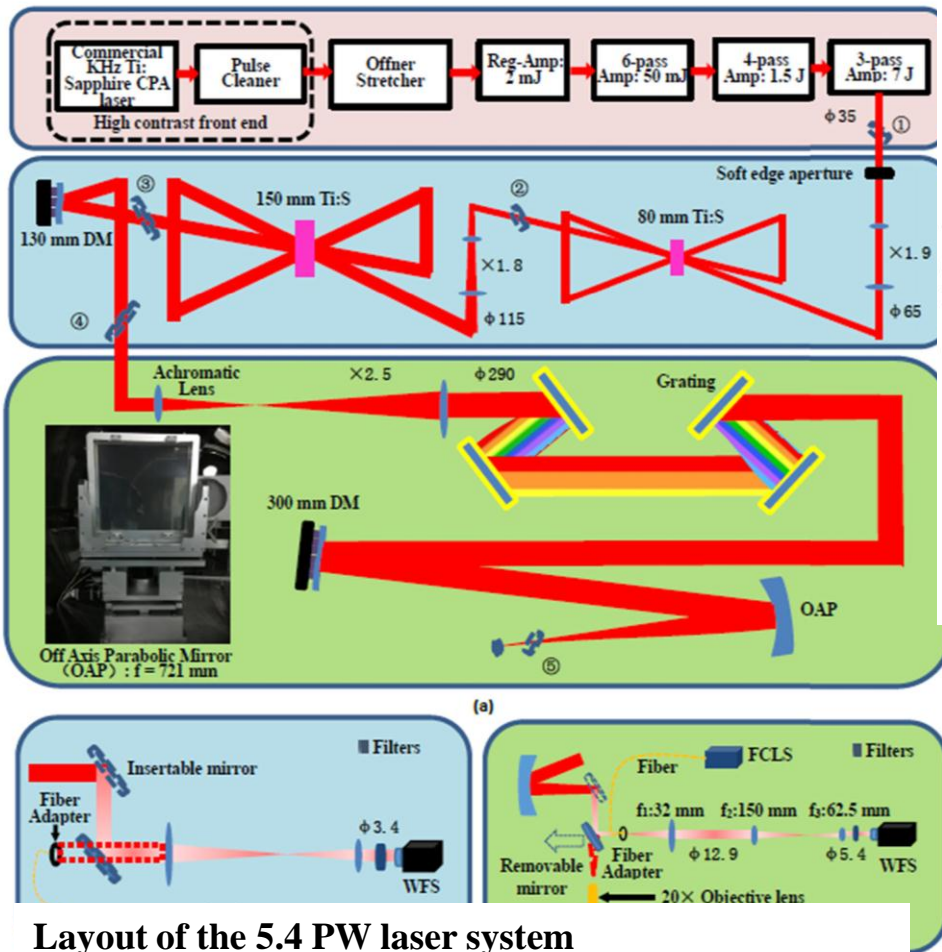 Commercial
KHz Ti:
Sapphire CPA
laser
Pulse
Cleaner
High contrast front end
Offner
Stretcher
Reg-Amp:
2 mJ
6-pass
Amp: 50 mJ
4-pass
Amp: 1.5 J
3-pass
Amp: 7 J
ϕ35
①
Soft edge aperture
③
150 mm Ti:S
②
80 mm Ti:S
130 mm DM
×1.8
×1.9
④
ϕ115
ϕ65
Achromatic
Lens
×2.5
ϕ290
Grating
300 mm DM
OAP
⑤
Off Axis Parabolic Mirror
(OAP) : f = 721 mm
(a)
Filters
Insertable mirror
Fiber
Adapter
ϕ3.4
WFS
FCLS
Filters
Fiber
f₁:32 mm
f₂:150 mm
f₃:62.5 mm
Removable
mirror
Fiber
Adapter
ϕ12.9
ϕ5.4
WFS
20× Objective lens
Layout of the 5.4 PW laser system